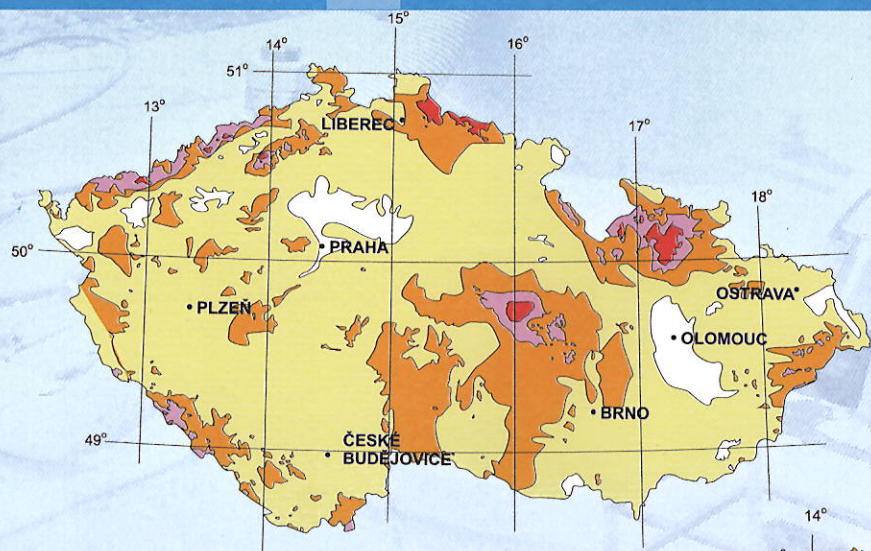 15°
14°
16°
51°
13°
LIBEREC
17°
18°
50°
PRAHA
PLZEŇ
OSTRAVA
OLOMOUC
BRNO
49°
ČESKÉ
BUDĚJOVICE
14°